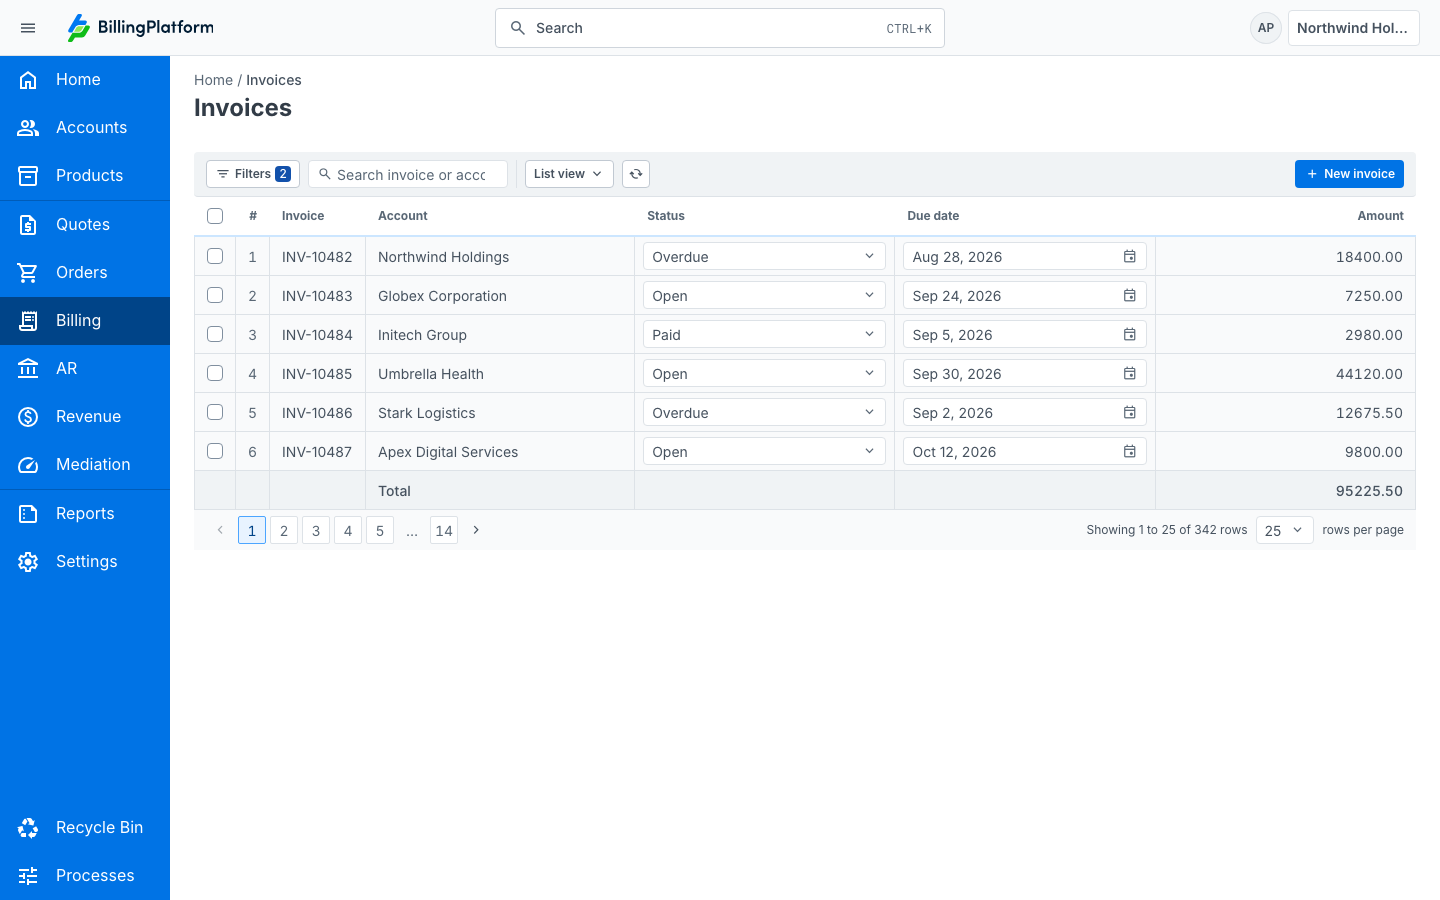 BillingPlatform
Search CTRL+K
AP Northwind Hol...
Home
Accounts
Products
Quotes
Orders
Billing
AR
Revenue
Mediation
Reports
Settings
Recycle Bin
Processes
Home / Invoices
Invoices
Filters 2 Search invoice or acco List view New invoice
# Invoice Account Status Due date Amount
1 INV-10482 Northwind Holdings Overdue Aug 28, 2026 18400.00
2 INV-10483 Globex Corporation Open Sep 24, 2026 7250.00
3 INV-10484 Initech Group Paid Sep 5, 2026 2980.00
4 INV-10485 Umbrella Health Open Sep 30, 2026 44120.00
5 INV-10486 Stark Logistics Overdue Sep 2, 2026 12675.50
6 INV-10487 Apex Digital Services Open Oct 12, 2026 9800.00
Total 95225.50
1 2 3 4 5 ... 14 Showing 1 to 25 of 342 rows 25 rows per page